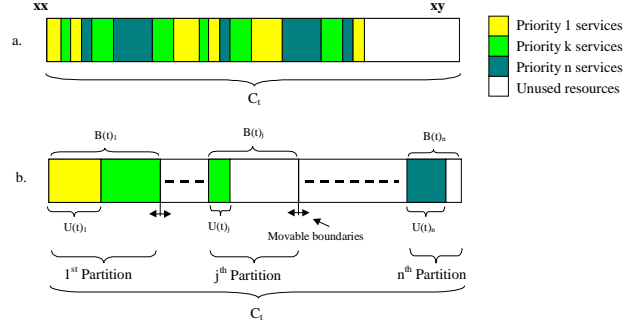 xx
xy
a.
Priority 1 services
Priority k services
Priority n services
Unused resources
Ct
B(t)1
B(t)j
B(t)n
b.
U(t)1
U(t)j
U(t)n
Movable boundaries
1st Partition
jth Partition
nth Partition
Ct